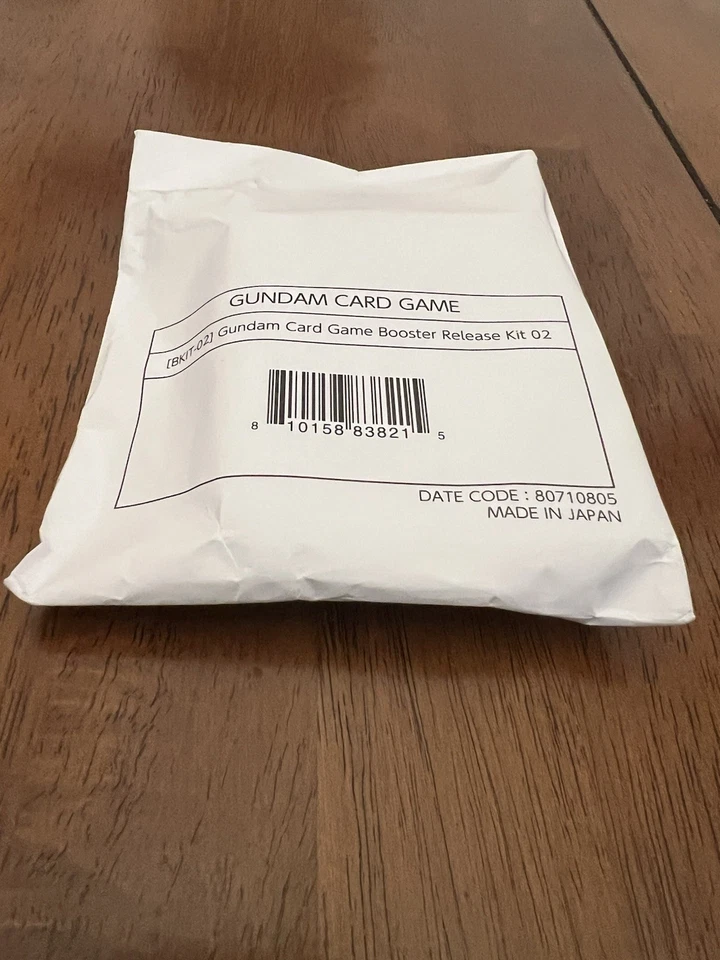 GUNDAM CARD GAME
[BKIT-02] Gundam Card Game Booster Release Kit 02
8 10158 83821 5
DATE CODE : 80710805
MADE IN JAPAN